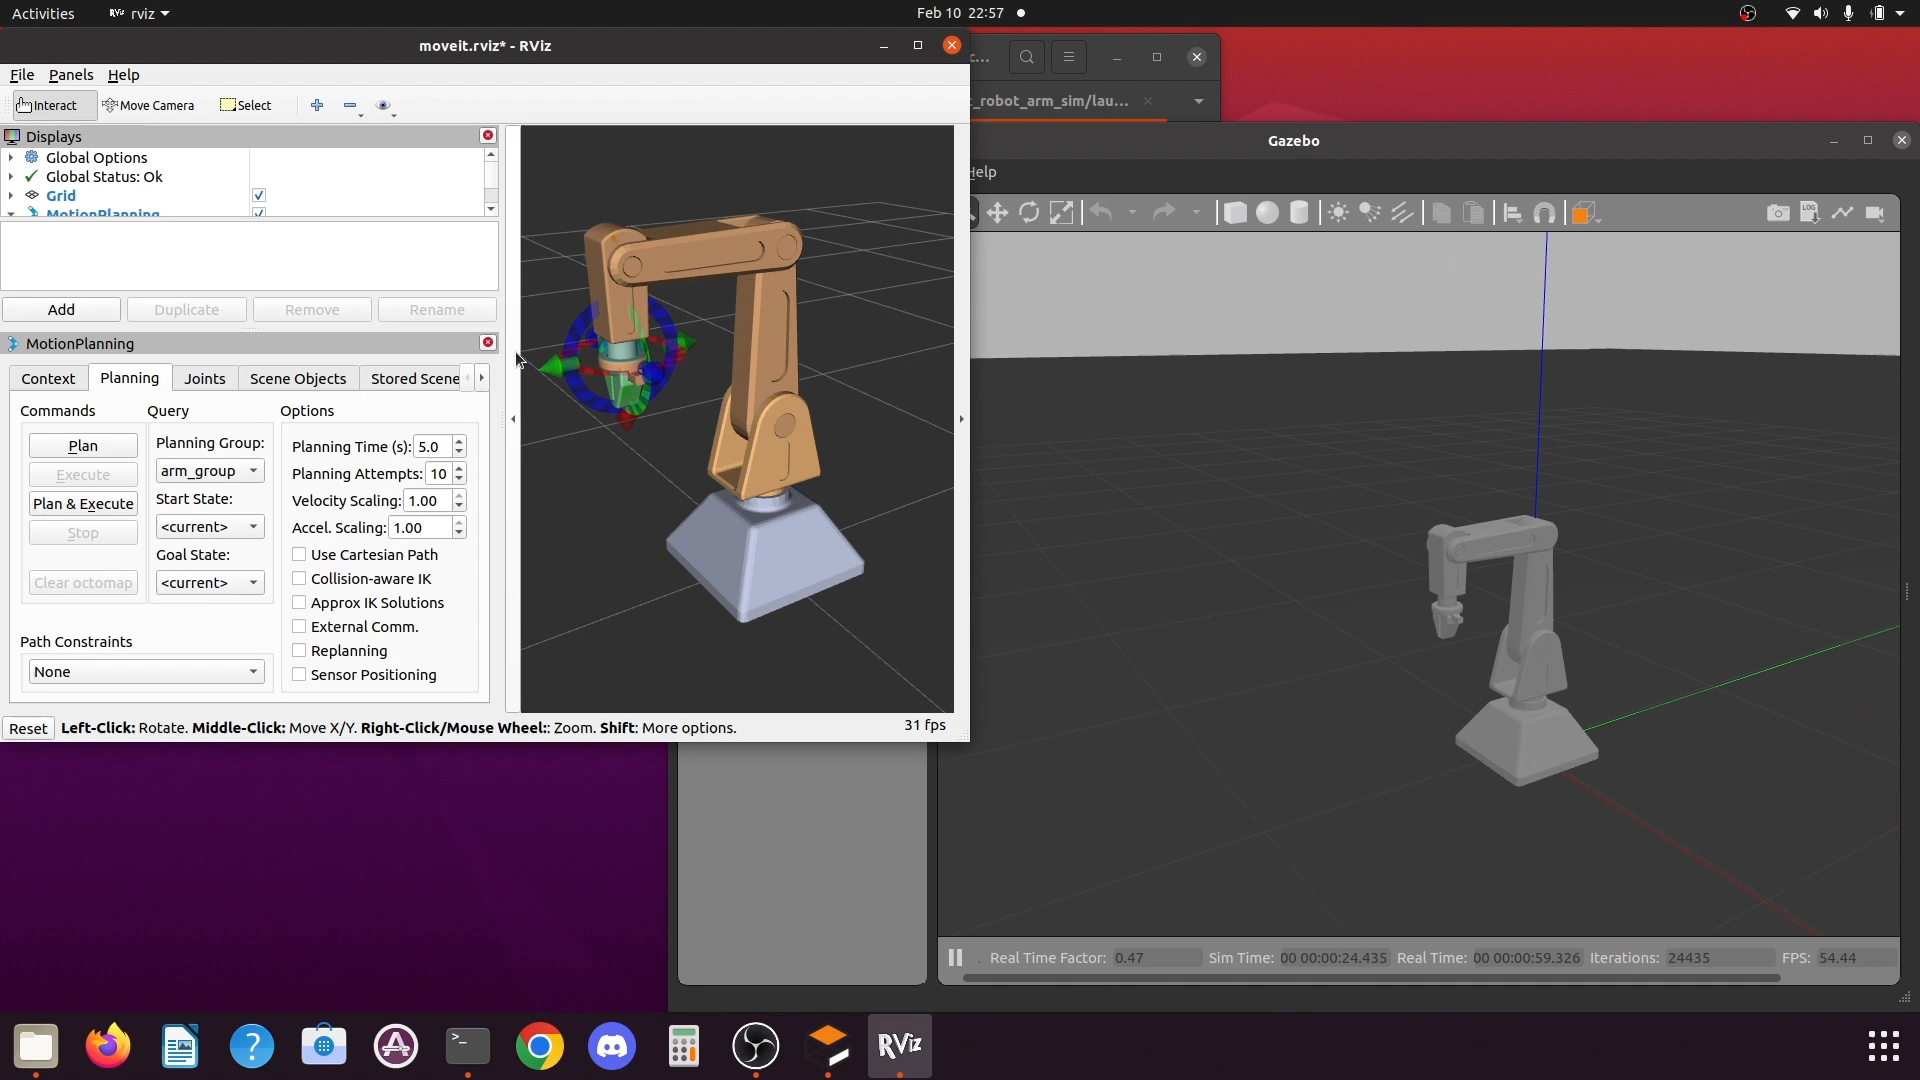 Activities
rviz
Feb 10 22:57
moveit.rviz* - RViz
c...
File Panels Help
Interact
Move Camera
Select
_robot_arm_sim/lau...
Displays
Global Options
Global Status: Ok
Grid
MotionPlanning
Add
Duplicate
Remove
Rename
MotionPlanning
Context
Planning
Joints
Scene Objects
Stored Scene
Commands
Query
Options
Plan
Execute
Plan & Execute
Stop
Clear octomap
Planning Group:
arm_group
Start State:
<current>
Goal State:
<current>
Planning Time (s): 5.0
Planning Attempts: 10
Velocity Scaling: 1.00
Accel. Scaling: 1.00
Use Cartesian Path
Collision-aware IK
Approx IK Solutions
External Comm.
Replanning
Sensor Positioning
Path Constraints
None
Reset
Left-Click: Rotate. Middle-Click: Move X/Y. Right-Click/Mouse Wheel:: Zoom. Shift: More options.
31 fps
Gazebo
Help
LOG
Real Time Factor: 0.47
Sim Time: 00 00:00:24.435
Real Time: 00 00:00:59.326
Iterations: 24435
FPS: 54.44
>_
?
A
RViz